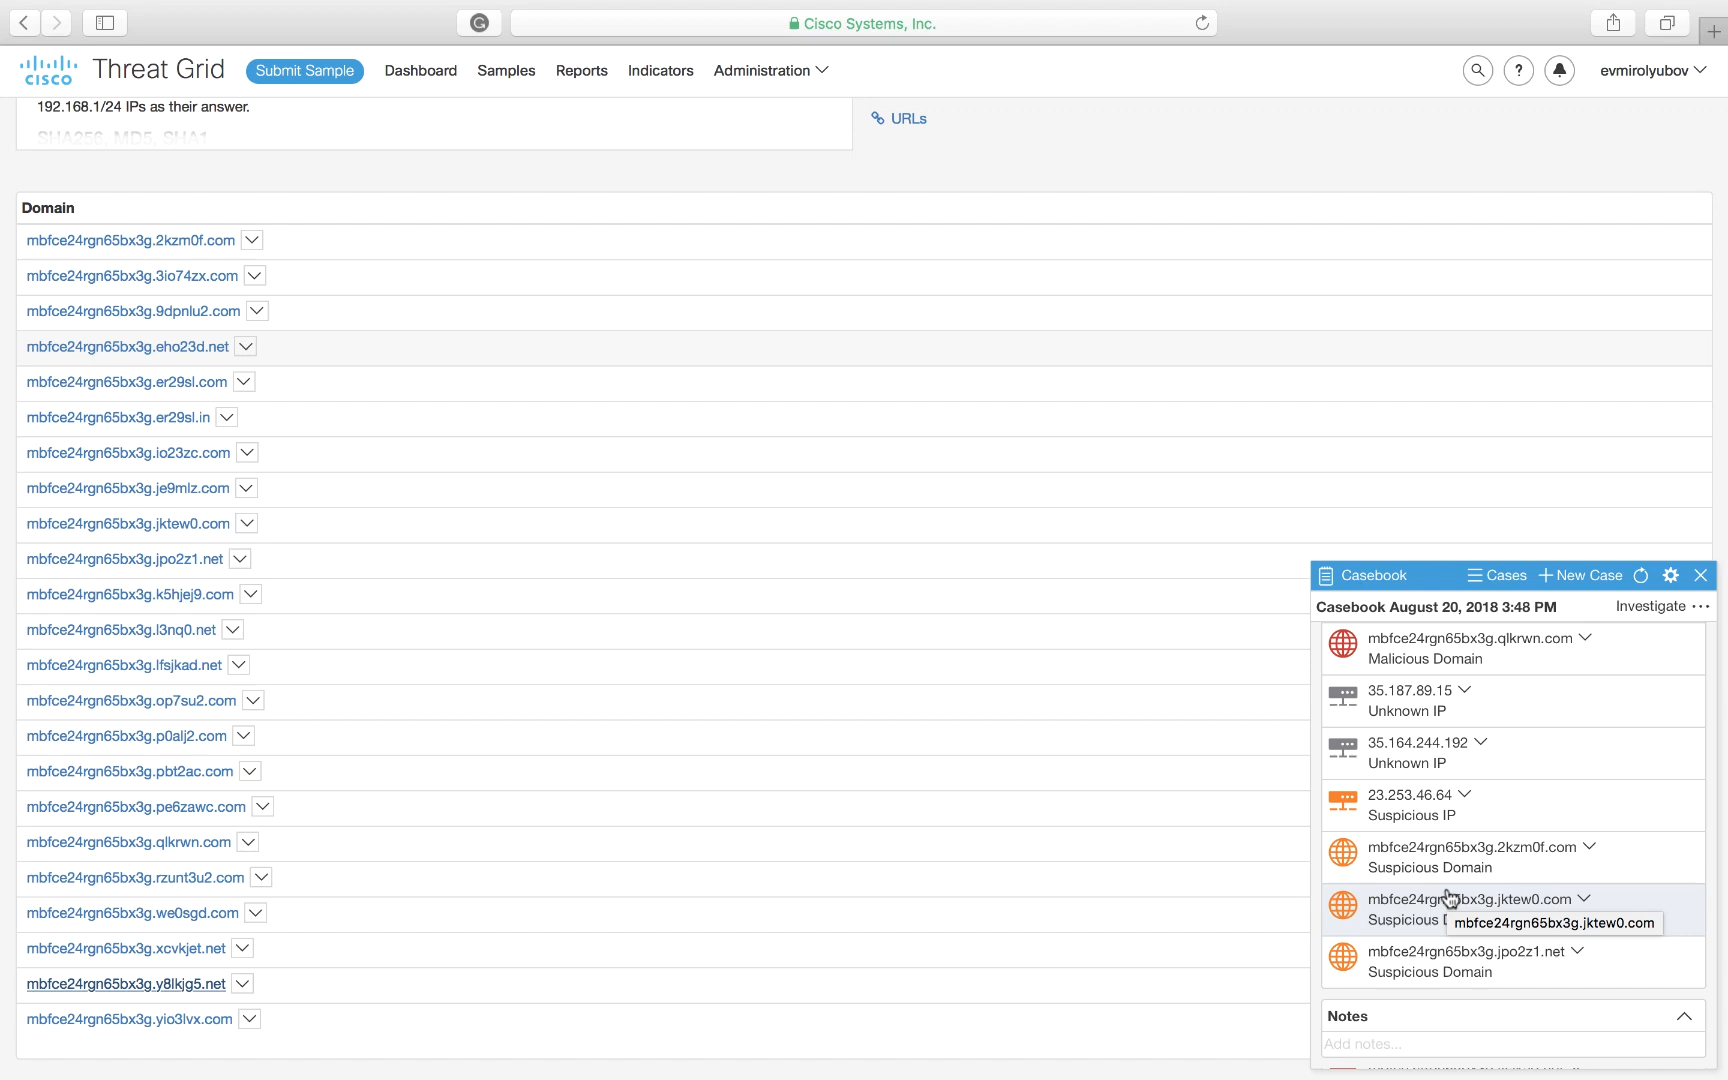 Cisco Systems, Inc.
cisco Threat Grid Submit Sample Dashboard Samples Reports Indicators Administration evmirolyubov
192.168.1/24 IPs as their answer.
SHA256, MD5, SHA1
URLs
Domain
mbfce24rgn65bx3g.2kzm0f.com
mbfce24rgn65bx3g.3io74zx.com
mbfce24rgn65bx3g.9dpnlu2.com
mbfce24rgn65bx3g.eho23d.net
mbfce24rgn65bx3g.er29sl.com
mbfce24rgn65bx3g.er29sl.in
mbfce24rgn65bx3g.io23zc.com
mbfce24rgn65bx3g.je9mlz.com
mbfce24rgn65bx3g.jktew0.com
mbfce24rgn65bx3g.jpo2z1.net
mbfce24rgn65bx3g.k5hjej9.com
mbfce24rgn65bx3g.l3nq0.net
mbfce24rgn65bx3g.lfsjkad.net
mbfce24rgn65bx3g.op7su2.com
mbfce24rgn65bx3g.p0alj2.com
mbfce24rgn65bx3g.pbt2ac.com
mbfce24rgn65bx3g.pe6zawc.com
mbfce24rgn65bx3g.qlkrwn.com
mbfce24rgn65bx3g.rzunt3u2.com
mbfce24rgn65bx3g.we0sgd.com
mbfce24rgn65bx3g.xcvkjet.net
mbfce24rgn65bx3g.y8lkjg5.net
mbfce24rgn65bx3g.yio3lvx.com
Casebook Cases New Case
Casebook August 20, 2018 3:48 PM Investigate
mbfce24rgn65bx3g.qlkrwn.com
Malicious Domain
35.187.89.15
Unknown IP
35.164.244.192
Unknown IP
23.253.46.64
Suspicious IP
mbfce24rgn65bx3g.2kzm0f.com
Suspicious Domain
mbfce24rgn65bx3g.jktew0.com
Suspicious
mbfce24rgn65bx3g.jktew0.com
mbfce24rgn65bx3g.jpo2z1.net
Suspicious Domain
Notes
Add notes...